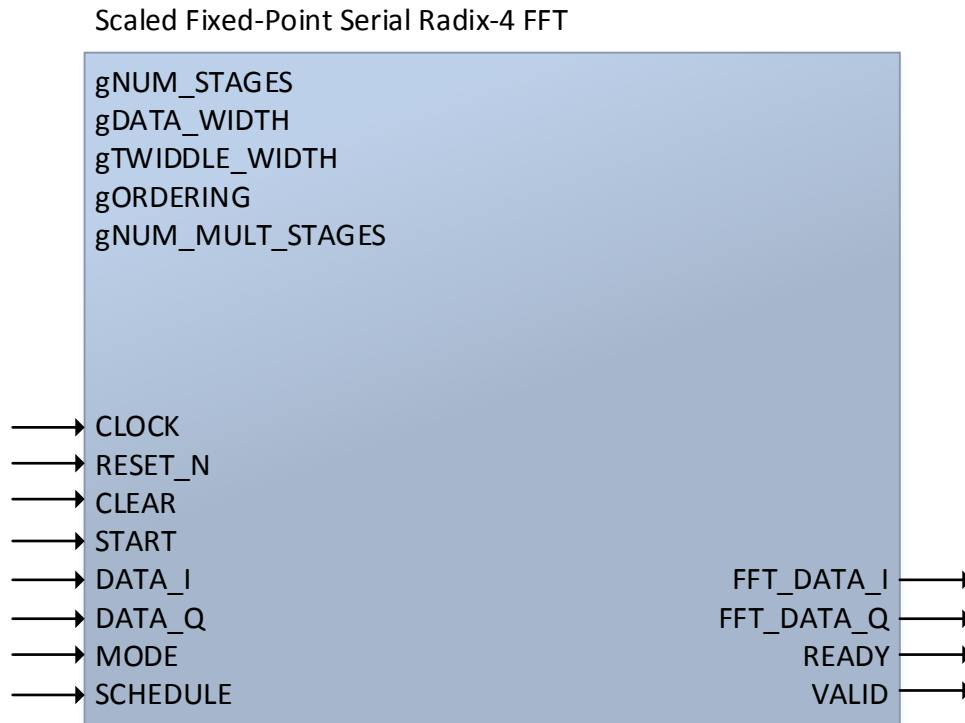 Scaled Fixed-Point Serial Radix-4 FFT
gNUM_STAGES
gDATA_WIDTH
gTWIDDLE_WIDTH
gORDERING
gNUM_MULT_STAGES
CLOCK
RESET_N
CLEAR
START
DATA_I FFT_DATA_I
DATA_Q FFT_DATA_Q
MODE READY
SCHEDULE VALID